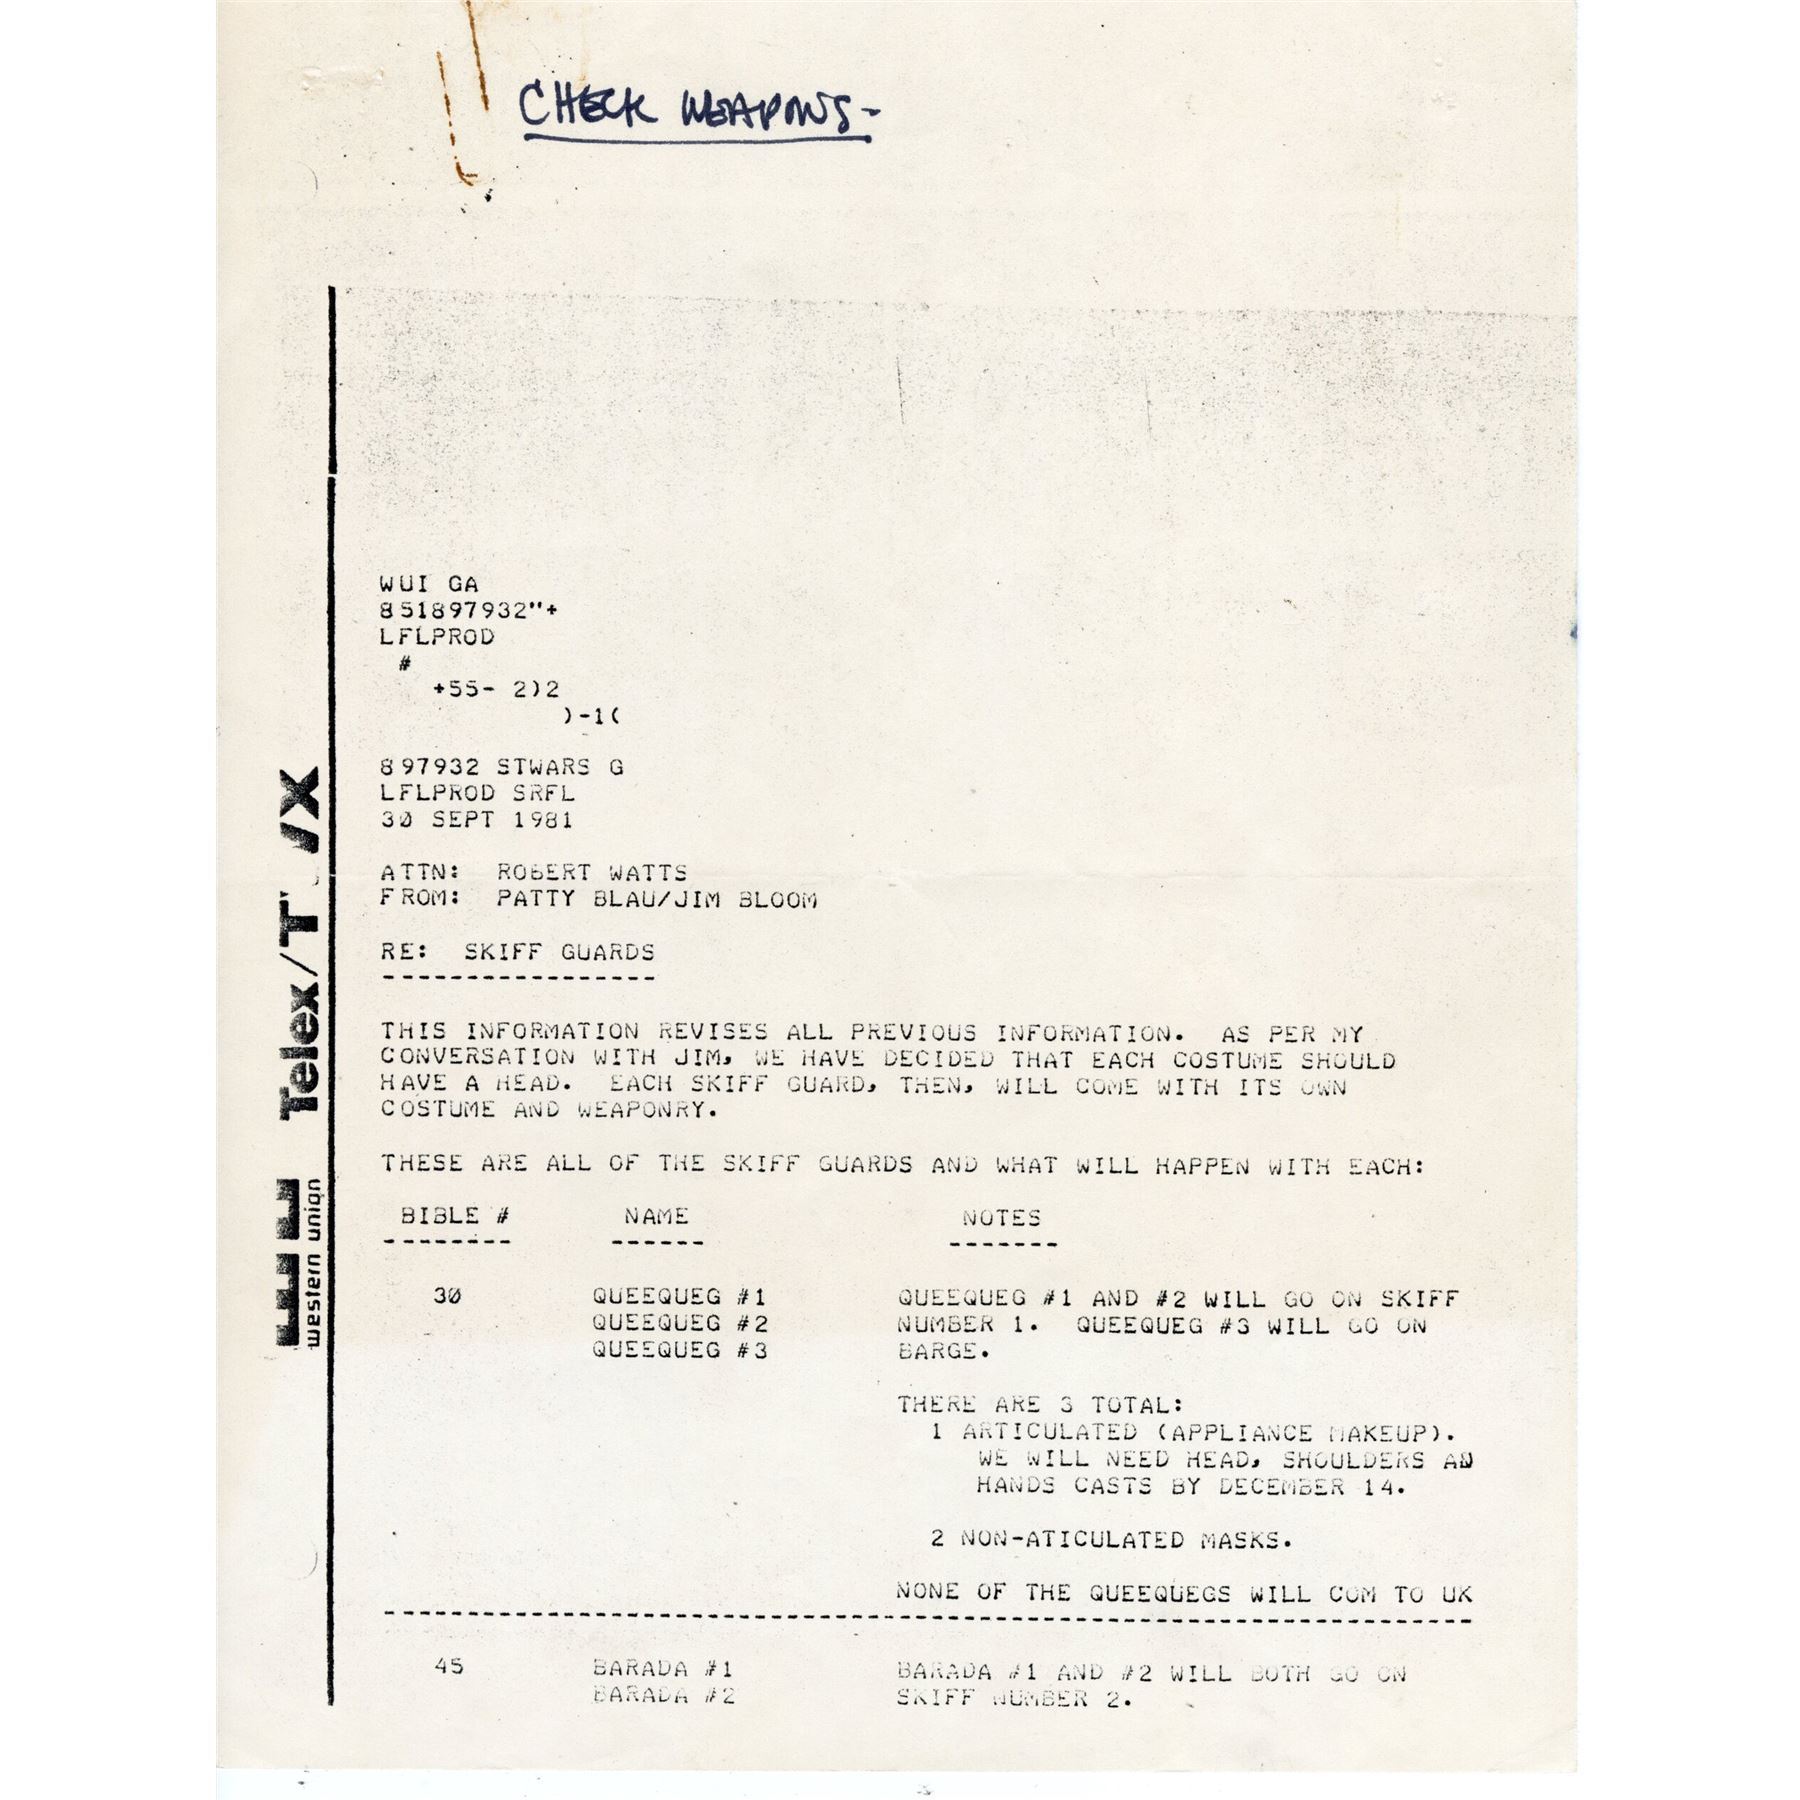 CHECK WEAPONS-
WUI GA
851897932"+
LFLPROD
#
+55- 2)2
)-1(
897932 STWARS G
LFLPROD SRFL
30 SEPT 1981
ATTN: ROBERT WATTS
FROM: PATTY BLAU/JIM BLOOM
RE: SKIFF GUARDS
-----------------
THIS INFORMATION REVISES ALL PREVIOUS INFORMATION. AS PER MY
CONVERSATION WITH JIM, WE HAVE DECIDED THAT EACH COSTUME SHOULD
HAVE A HEAD. EACH SKIFF GUARD, THEN, WILL COME WITH ITS OWN
COSTUME AND WEAPONRY.
THESE ARE ALL OF THE SKIFF GUARDS AND WHAT WILL HAPPEN WITH EACH:
BIBLE # NAME NOTES
-------- ------ -------
30 QUEEQUEG #1 QUEEQUEG #1 AND #2 WILL GO ON SKIFF
QUEEQUEG #2 NUMBER 1. QUEEQUEG #3 WILL GO ON
QUEEQUEG #3 BARGE.
THERE ARE 3 TOTAL:
1 ARTICULATED (APPLIANCE MAKEUP).
WE WILL NEED HEAD, SHOULDERS AN
HANDS CASTS BY DECEMBER 14.
2 NON-ATICULATED MASKS.
NONE OF THE QUEEQUEGS WILL COM TO UK
--------------------------------------------------------------------
45 BARADA #1 BARADA #1 AND #2 WILL BOTH GO ON
BARADA #2 SKIFF NUMBER 2.
western union
Telex/T
X